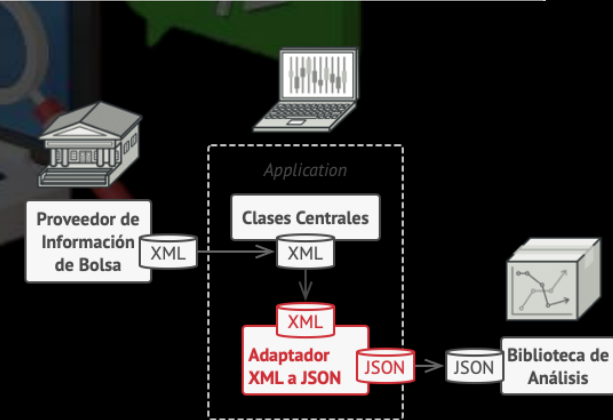 Application
Proveedor de
Información
de Bolsa
XML
Clases Centrales
XML
XML
Adaptador
XML a JSON
JSON
JSON
Biblioteca de
Análisis